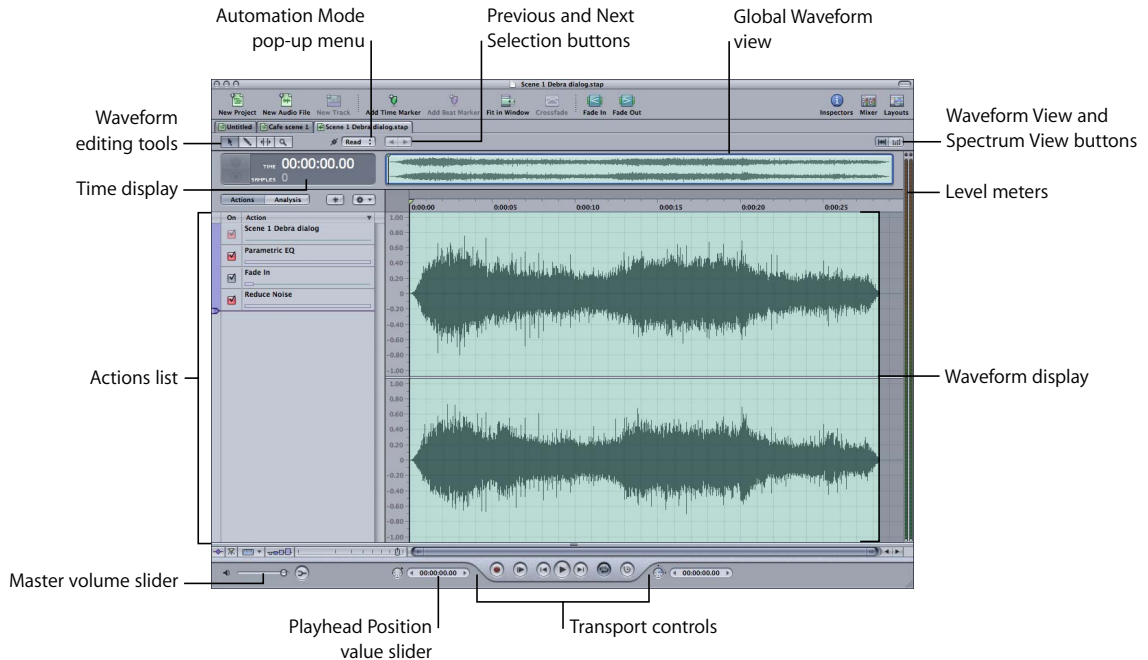 Automation Mode
pop-up menu
Previous and Next
Selection buttons
Global Waveform
view
Scene 1 Debra dialog.stap
New Project New Audio File New Track Add Time Marker Add Beat Marker Fit in Window Crossfade Fade In Fade Out Inspectors Mixer Layouts
Waveform
editing tools
Untitled Cafe scene 1 Scene 1 Debra dialog.stap
Read
Waveform View and
Spectrum View buttons
Time display
TIME 00:00:00.00
SAMPLES 0
Level meters
Actions Analysis
0:00:00 0:00:05 0:00:10 0:00:15 0:00:20 0:00:25
On Action
Scene 1 Debra dialog
Parametric EQ
Fade In
Reduce Noise
1.00
0.80
0.60
0.40
0.20
0
-0.20
-0.40
-0.60
-0.80
-1.00
1.00
0.80
0.60
0.40
0.20
0
-0.20
-0.40
-0.60
-0.80
-1.00
Actions list
Waveform display
Master volume slider
00:00:00.00
00:00:00.00
Playhead Position
value slider
Transport controls